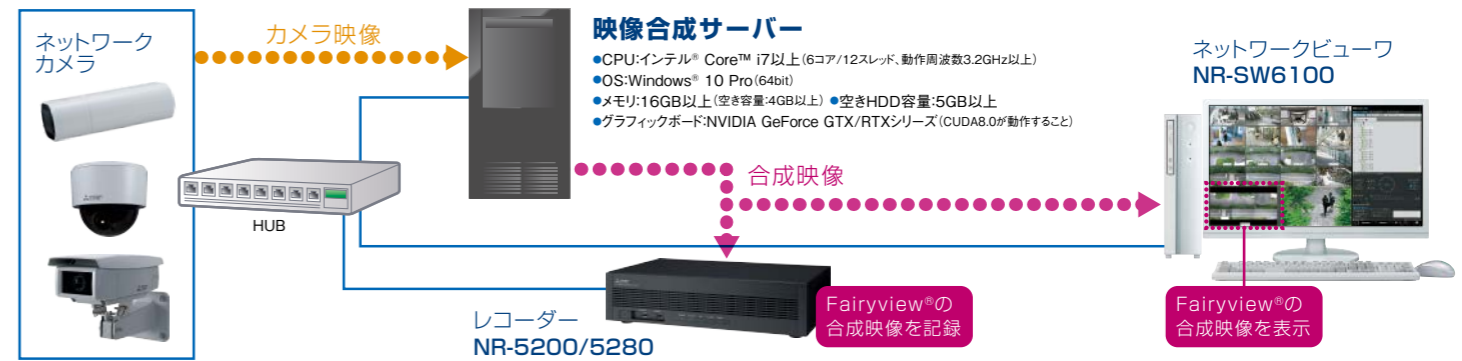 ネットワーク
カメラ
カメラ映像
映像合成サーバー
●CPU:インテル® Core™ i7以上(6コア/12スレッド、動作周波数3.2GHz以上)
●OS:Windows® 10 Pro(64bit)
●メモリ:16GB以上(空き容量:4GB以上) ●空きHDD容量:5GB以上
●グラフィックボード:NVIDIA GeForce GTX/RTXシリーズ(CUDA8.0が動作すること)
ネットワークビューワ
NR-SW6100
合成映像
HUB
レコーダー
NR-5200/5280
Fairyview®の
合成映像を記録
Fairyview®の
合成映像を表示